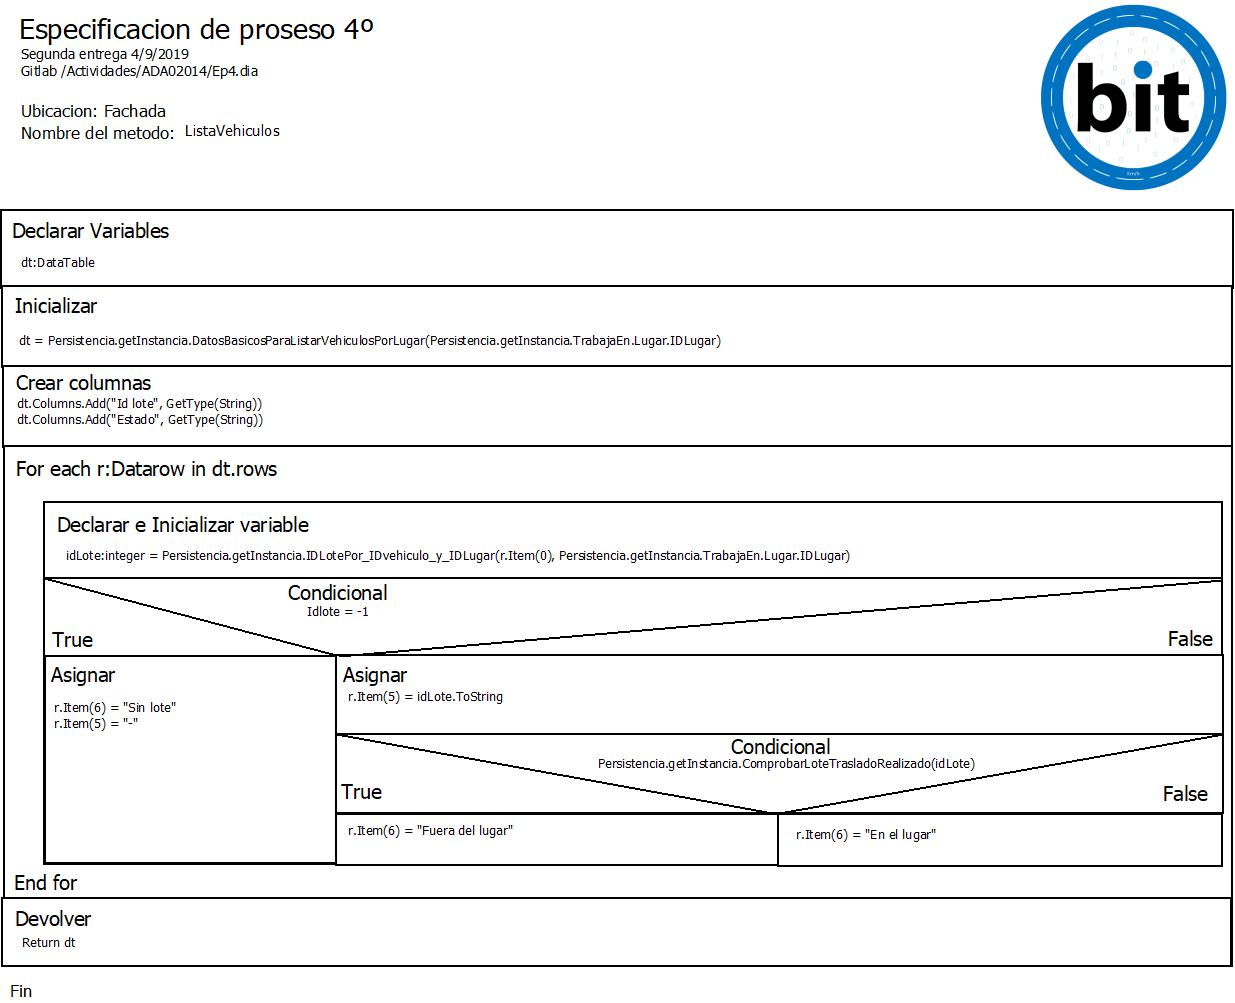 Especificacion de proseso 4º
Segunda entrega 4/9/2019
Gitlab /Actividades/ADA02014/Ep4.dia
Ubicacion: Fachada
Nombre del metodo: ListaVehiculos
bit
Km/h
Declarar Variables
dt:DataTable
Inicializar
dt = Persistencia.getInstancia.DatosBasicosParaListarVehiculosPorLugar(Persistencia.getInstancia.TrabajaEn.Lugar.IDLugar)
Crear columnas
dt.Columns.Add("Id lote", GetType(String))
dt.Columns.Add("Estado", GetType(String))
For each r:Datarow in dt.rows
Declarar e Inicializar variable
idLote:integer = Persistencia.getInstancia.IDLotePor_IDvehiculo_y_IDLugar(r.Item(0), Persistencia.getInstancia.TrabajaEn.Lugar.IDLugar)
Condicional
Idlote = -1
True
False
Asignar
r.Item(6) = "Sin lote"
r.Item(5) = "-"
Asignar
r.Item(5) = idLote.ToString
Condicional
Persistencia.getInstancia.ComprobarLoteTrasladoRealizado(idLote)
True
False
r.Item(6) = "Fuera del lugar"
r.Item(6) = "En el lugar"
End for
Devolver
Return dt
Fin